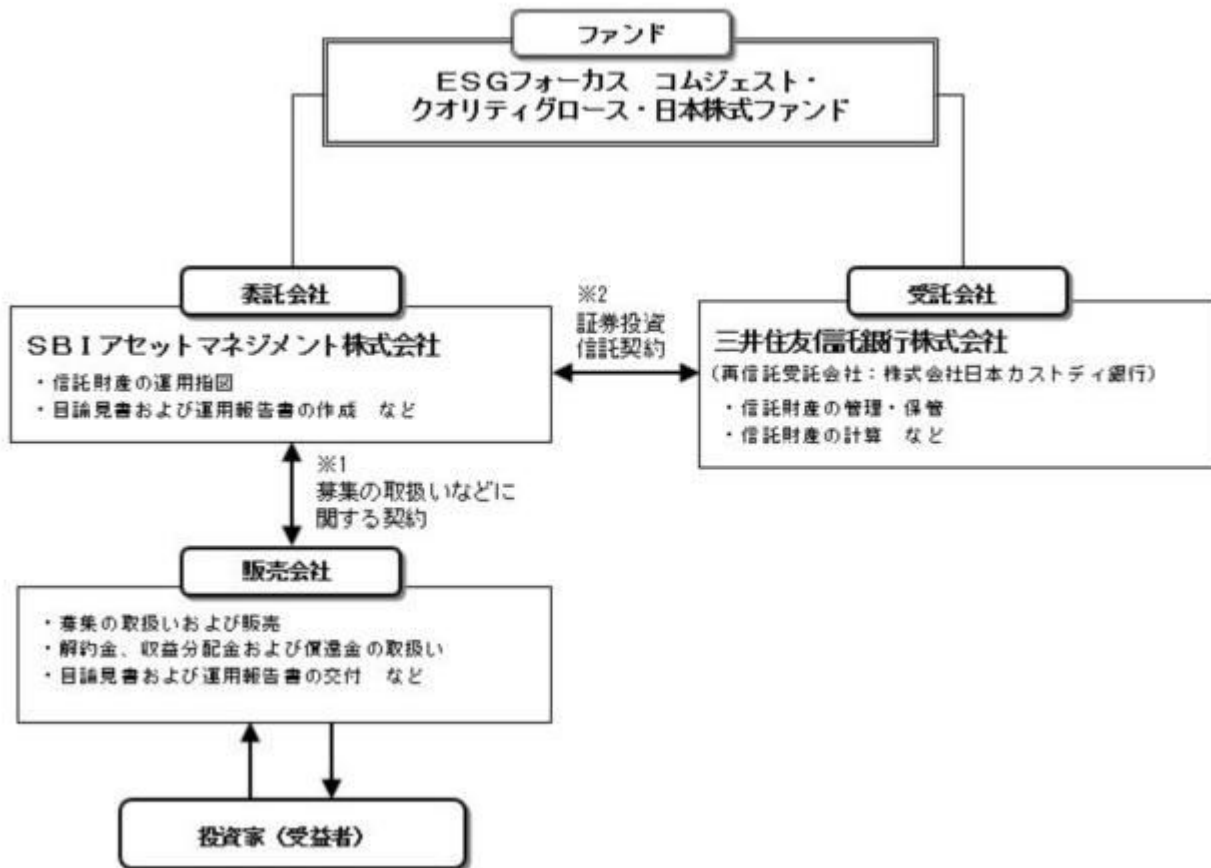 ファンド
ESGフォーカス　コムジェスト・
クオリティグロース・日本株式ファンド
委託会社
SBIアセットマネジメント株式会社
・信託財産の運用指図
・目論見書および運用報告書の作成　など
※2
証券投資
信託契約
受託会社
三井住友信託銀行株式会社
(再信託受託会社：株式会社日本カストディ銀行)
・信託財産の管理・保管
・信託財産の計算　など
※1
募集の取扱いなどに
関する契約
販売会社
・募集の取扱いおよび販売
・解約金、収益分配金および償還金の取扱い
・目論見書および運用報告書の交付　など
投資家（受益者）